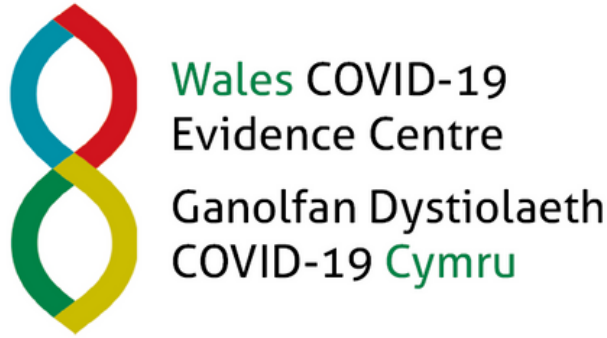 Wales COVID-19
Evidence Centre
Ganolfan Dystiolaeth
COVID-19 Cymru